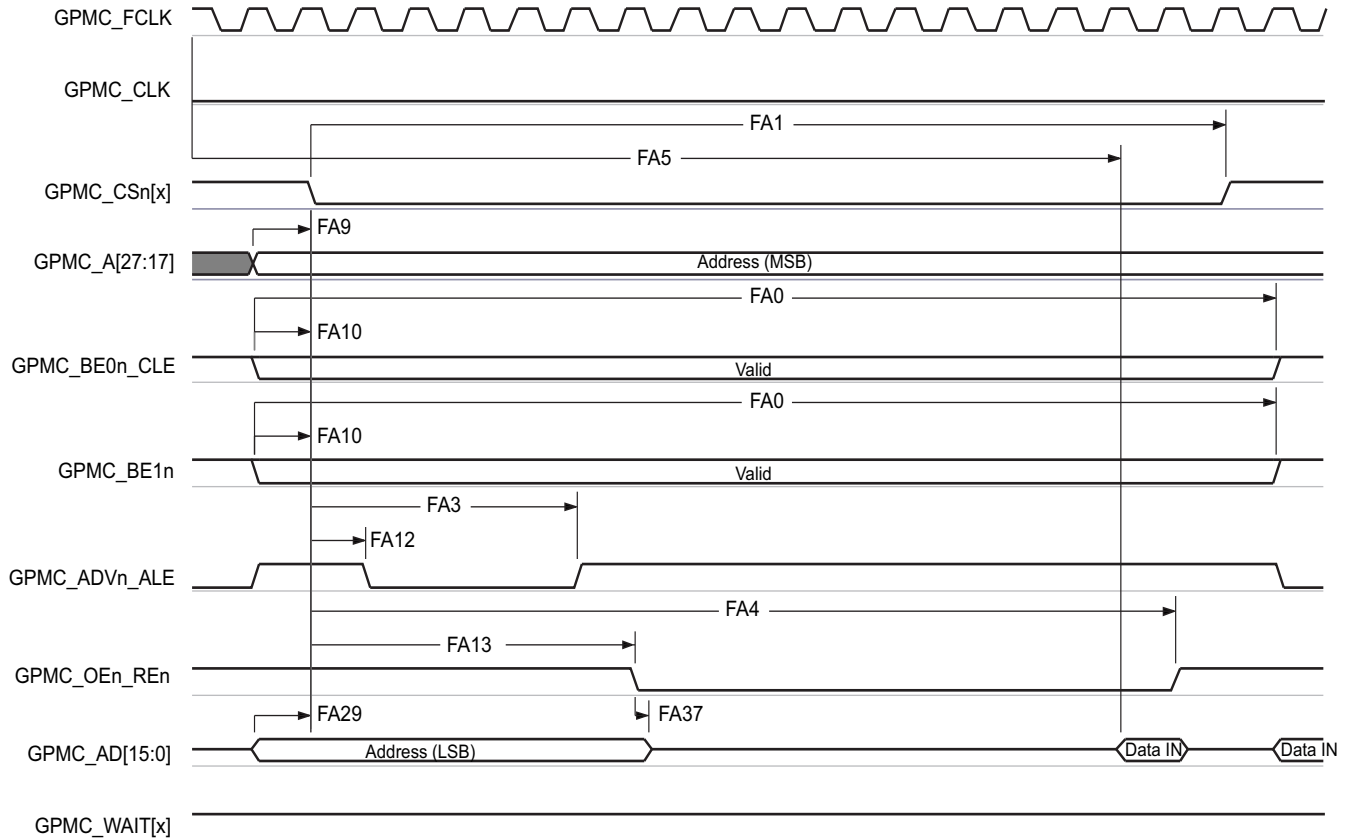 GPMC_FCLK
GPMC_CLK
FA1
FA5
GPMC_CSn[x]
FA9
GPMC_A[27:17]
Address (MSB)
FA0
FA10
GPMC_BE0n_CLE
Valid
FA0
FA10
GPMC_BE1n
Valid
FA3
FA12
GPMC_ADVn_ALE
FA4
FA13
GPMC_OEn_REn
FA29
FA37
GPMC_AD[15:0]
Address (LSB)
Data IN
Data IN
GPMC_WAIT[x]